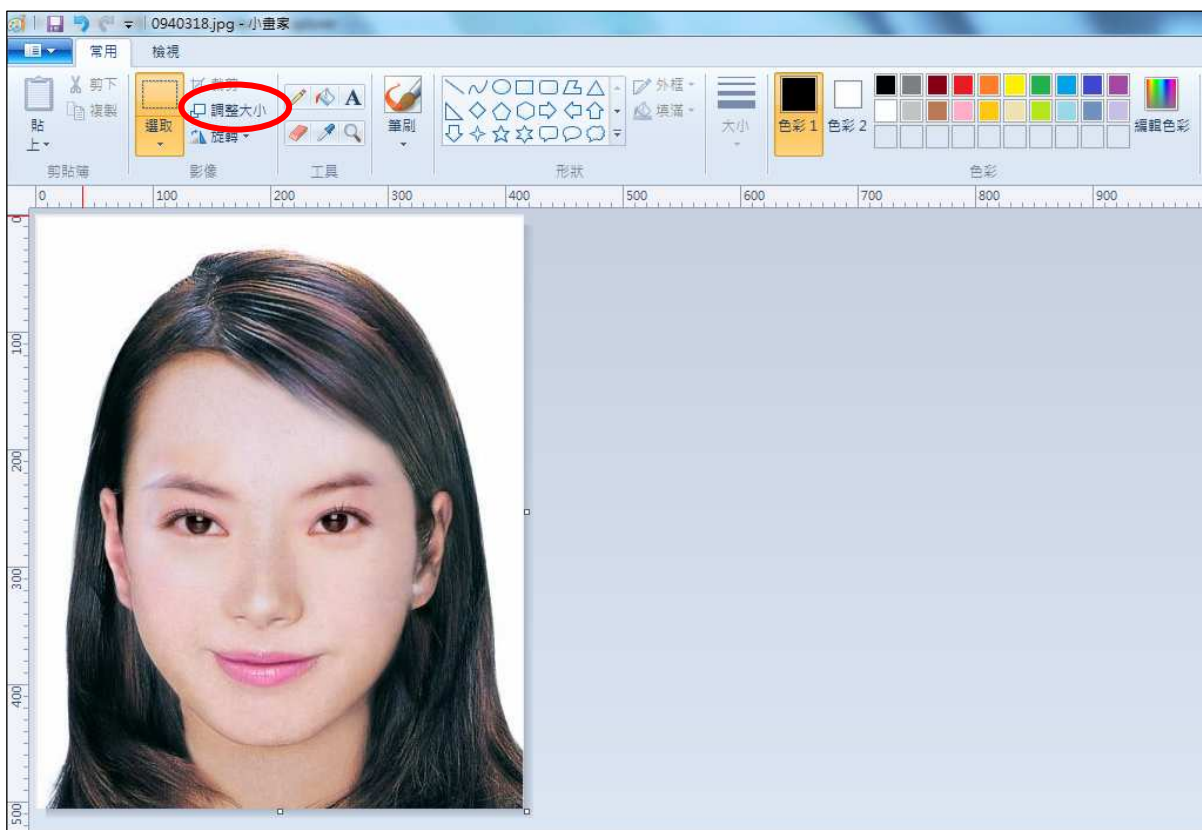 0940318.jpg - 小畫家
常用 檢視
剪下
複製
貼上
選取
裁剪
調整大小
旋轉
A
筆刷
外框
填滿
大小
色彩 1
色彩 2
編輯色彩
剪貼簿 影像 工具 形狀 色彩
0 100 200 300 400 500 600 700 800 900
0
100
200
300
400
500